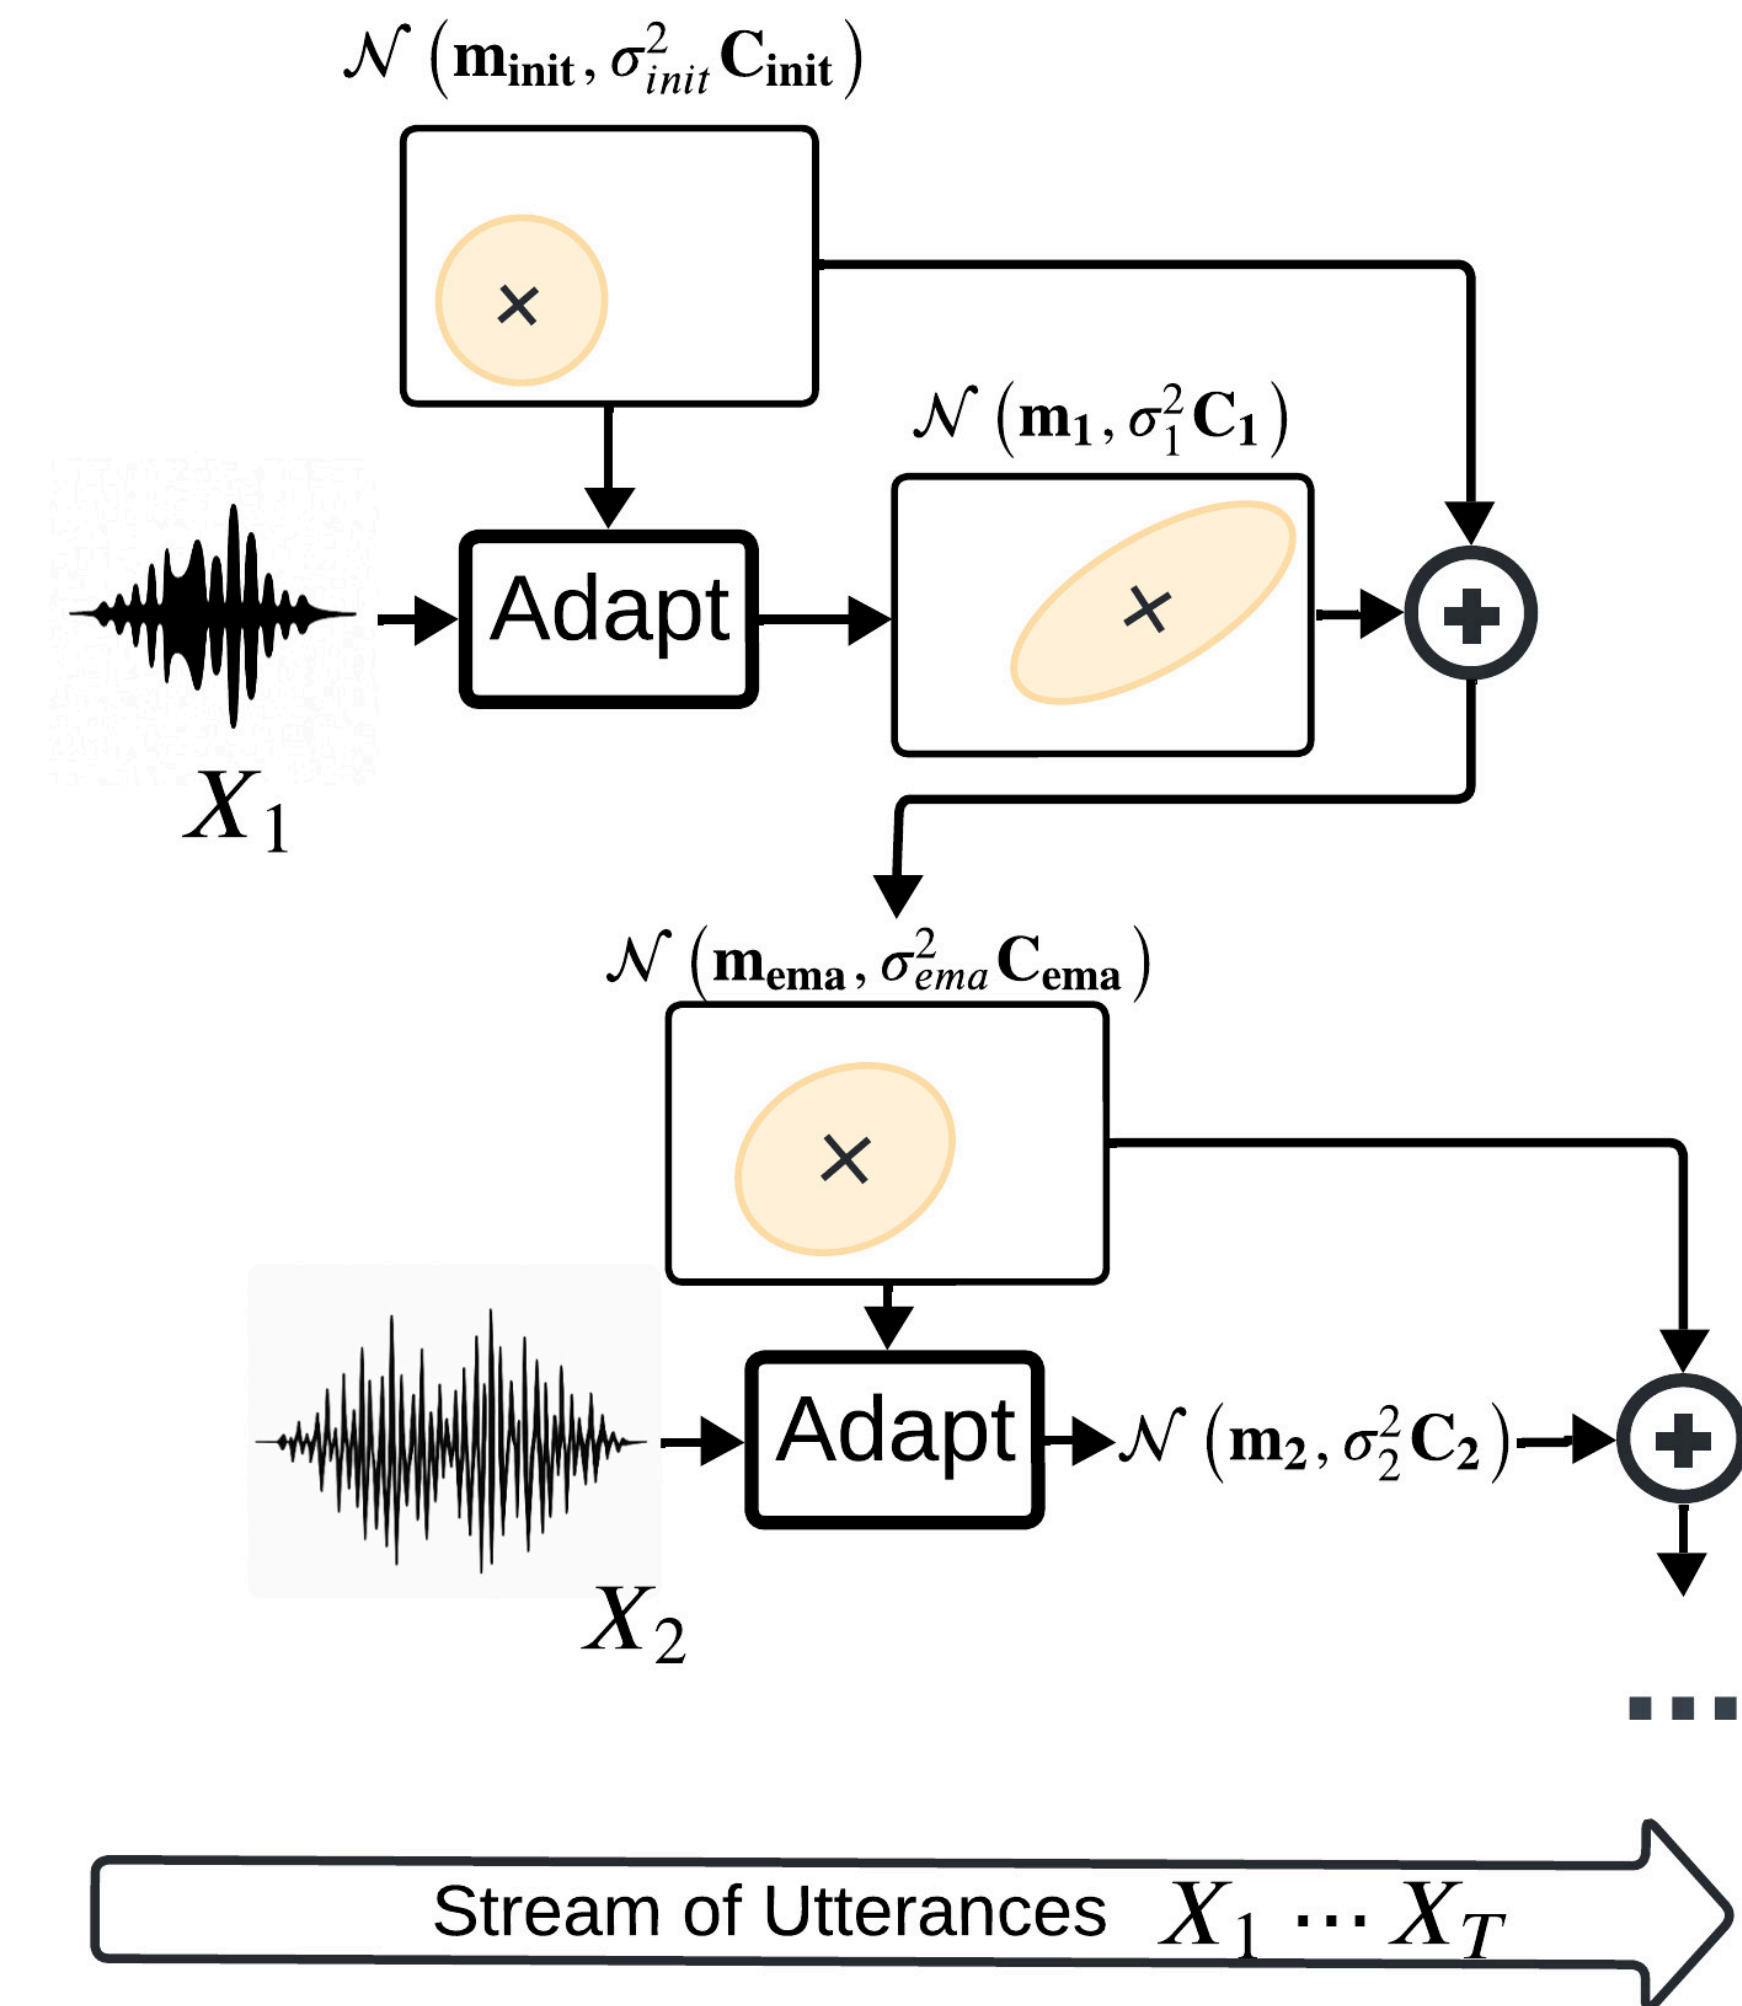 𝒩 (m_init, σ²_init C_init)
𝒩 (m₁, σ₁² C₁)
Adapt
X₁
𝒩 (m_ema, σ²_ema C_ema)
Adapt
𝒩 (m₂, σ₂² C₂)
X₂
...
Stream of Utterances X₁ ··· X_T